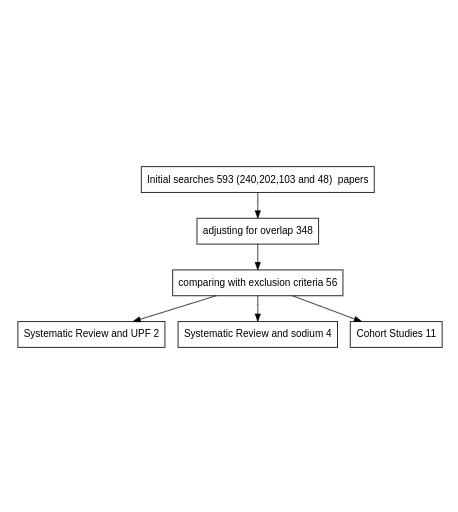 Initial searches 593 (240,202,103 and 48)  papers
adjusting for overlap 348
comparing with exclusion criteria 56
Systematic Review and UPF 2
Systematic Review and sodium 4
Cohort Studies 11